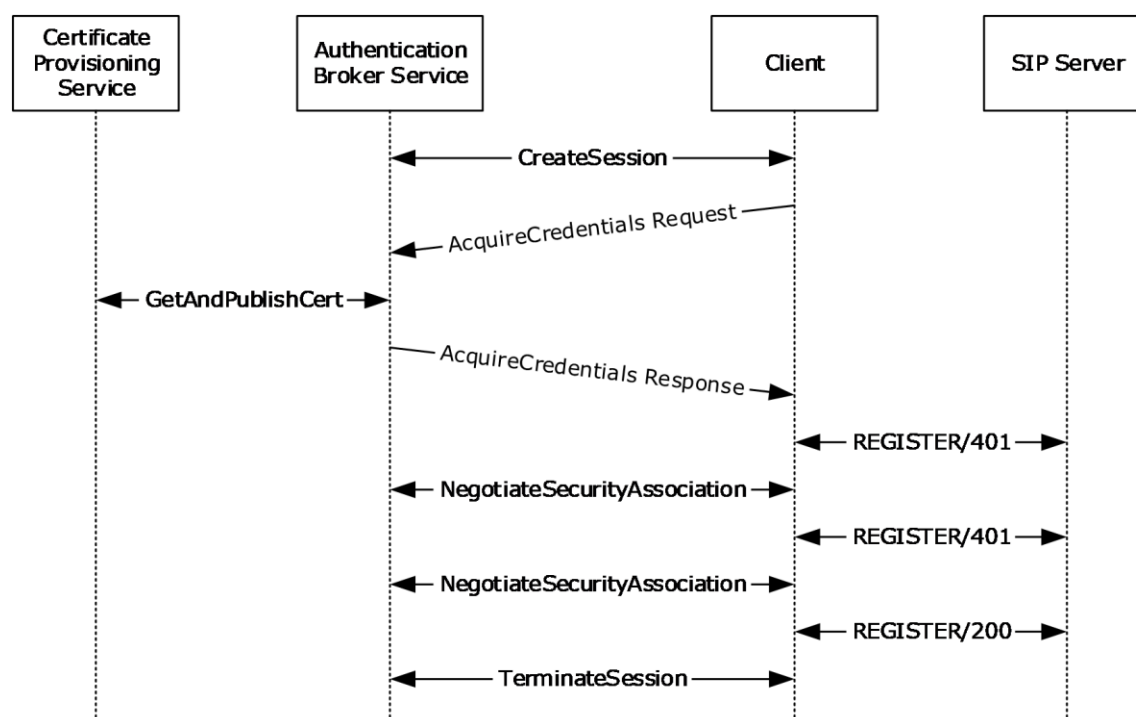 Certificate
Provisioning
Service
Authentication
Broker Service
Client
SIP Server
CreateSession
AcquireCredentials Request
GetAndPublishCert
AcquireCredentials Response
REGISTER/401
NegotiateSecurityAssociation
REGISTER/401
NegotiateSecurityAssociation
REGISTER/200
TerminateSession